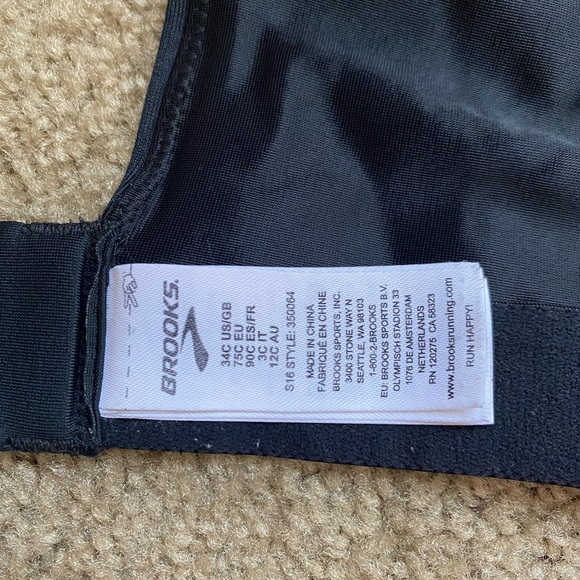 BROOKS
34C US/GB
75C EU
90C ES/FR
3C IT
12C AU
S16 STYLE: 350064
MADE IN CHINA
FABRIQUÉ EN CHINE
BROOKS SPORTS, INC.
3400 STONE WAY N
SEATTLE, WA 98103
1-800-2-BROOKS
EU: BROOKS SPORTS B.V.
OLYMPISCH STADION 33
1076 DE AMSTERDAM
NETHERLANDS
RN 120275 CA 58323
www.brooksrunning.com
RUN HAPPY!